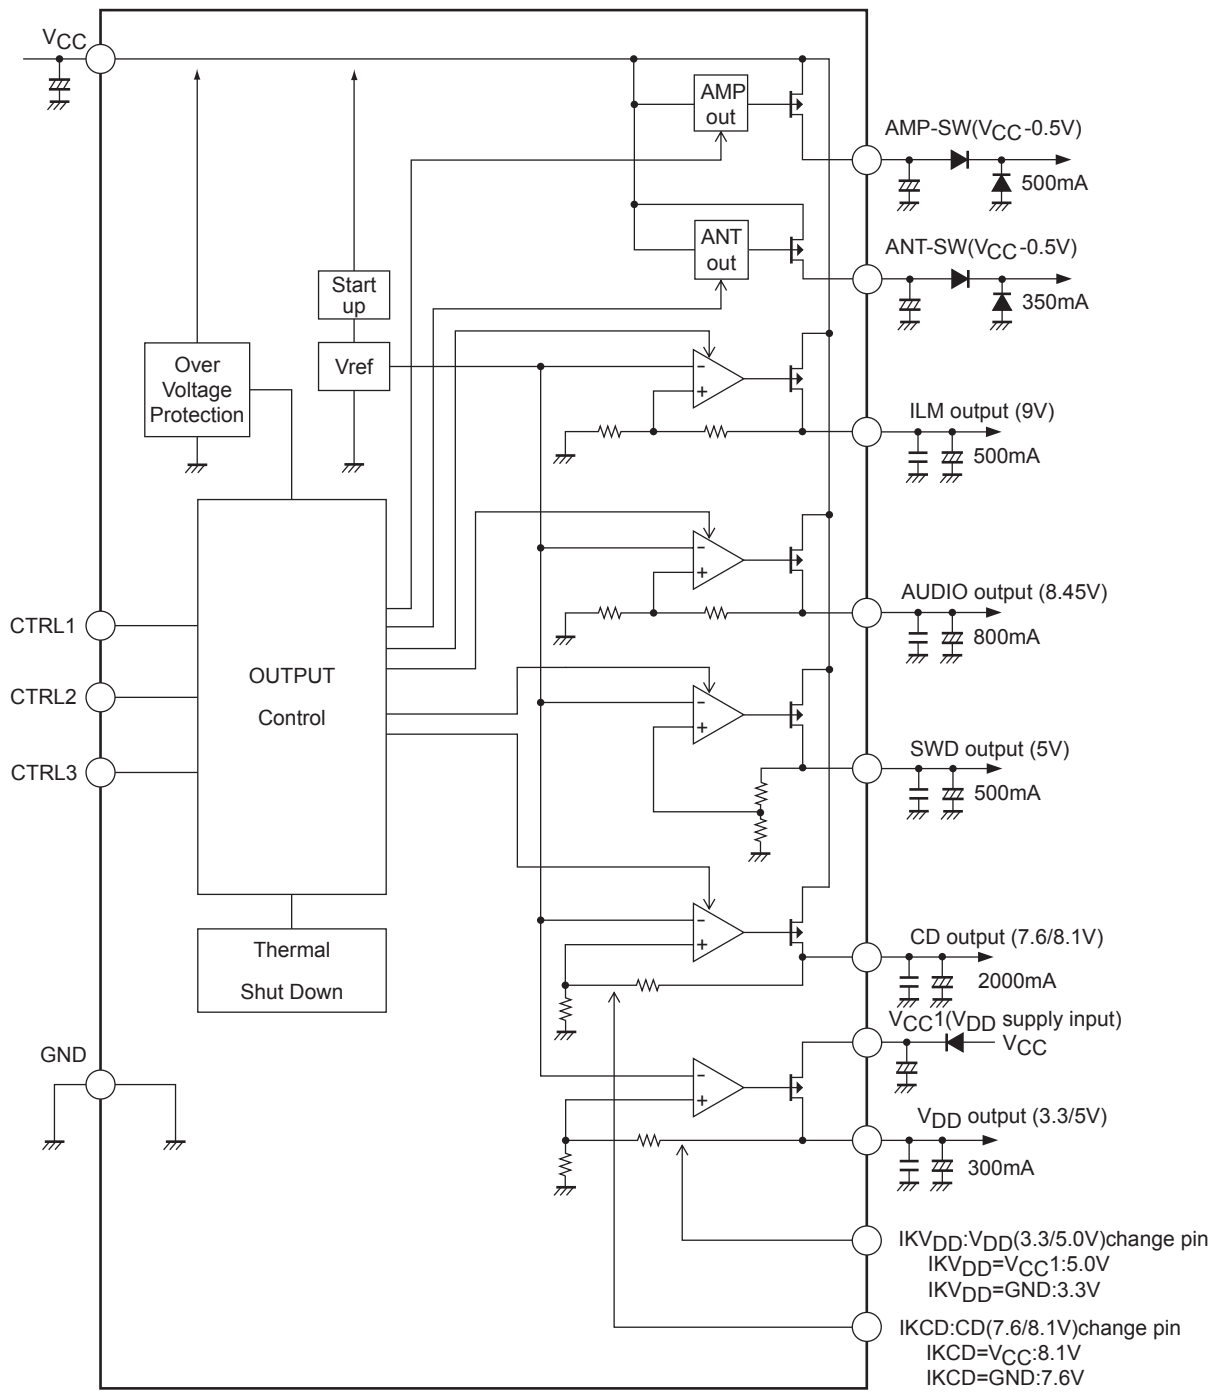 VCC
AMP
out
AMP-SW(VCC-0.5V)
500mA
ANT
out
ANT-SW(VCC-0.5V)
350mA
Start
up
Over
Voltage
Protection
Vref
-
+
ILM output (9V)
500mA
-
+
AUDIO output (8.45V)
800mA
CTRL1
CTRL2
CTRL3
OUTPUT
Control
-
+
SWD output (5V)
500mA
Thermal
Shut Down
-
+
CD output (7.6/8.1V)
2000mA
VCC1(VDD supply input)
VCC
GND
-
+
VDD output (3.3/5V)
300mA
IKVDD:VDD(3.3/5.0V)change pin
IKVDD=VCC1:5.0V
IKVDD=GND:3.3V
IKCD:CD(7.6/8.1V)change pin
IKCD=VCC:8.1V
IKCD=GND:7.6V